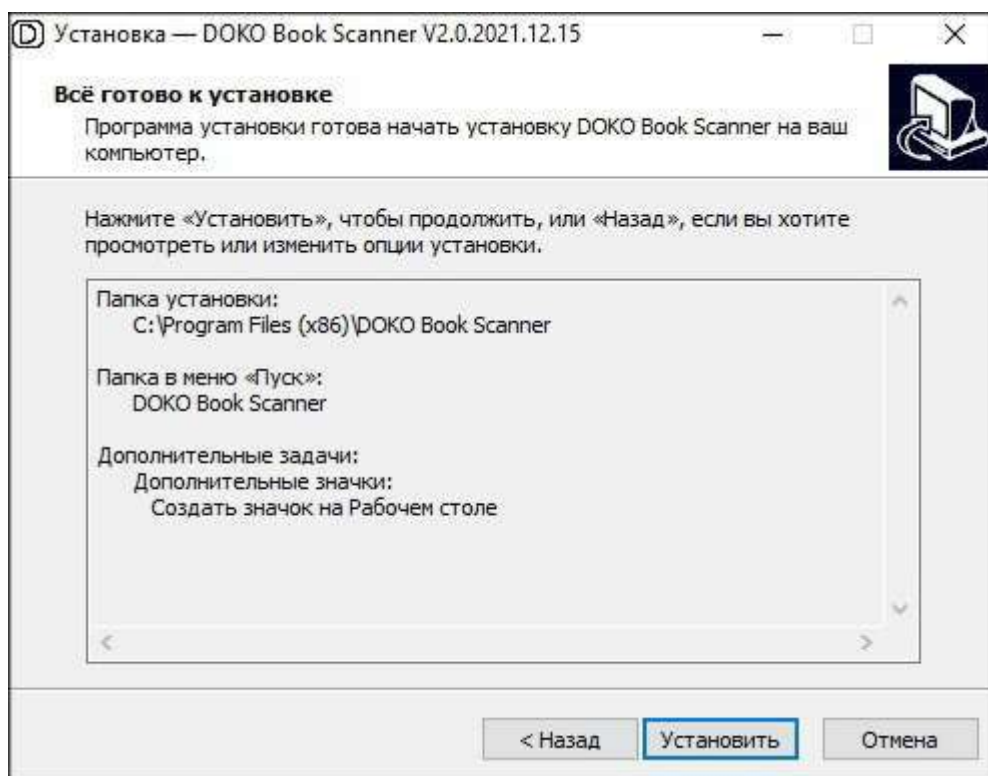 Установка — DOKO Book Scanner V2.0.2021.12.15
Всё готово к установке
Программа установки готова начать установку DOKO Book Scanner на ваш
компьютер.
Нажмите «Установить», чтобы продолжить, или «Назад», если вы хотите
просмотреть или изменить опции установки.
Папка установки:
C:\Program Files (x86)\DOKO Book Scanner
Папка в меню «Пуск»:
DOKO Book Scanner
Дополнительные задачи:
Дополнительные значки:
Создать значок на Рабочем столе
< Назад
Установить
Отмена